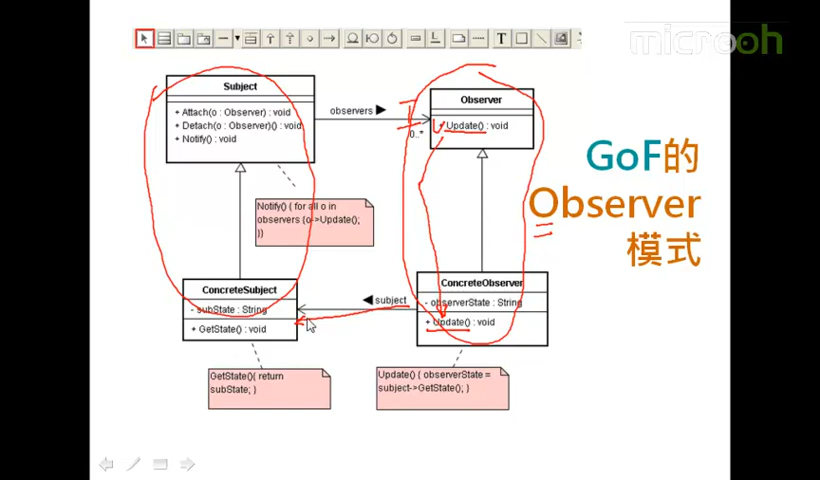 microoh
Subject
+ Attach(o : Observer) : void
+ Detach(o : Observer)() : void
+ Notify() : void
observers
0..*
Observer
+ Update() : void
GoF的
Observer
模式
Notify() { for all o in
observers {o->Update();
}}
ConcreteSubject
- subState : String
+ GetState() : void
subject
ConcreteObserver
- observerState : String
+ Update() : void
GetState(){ return
subState; }
Update() { observerState =
subject->GetState(); }